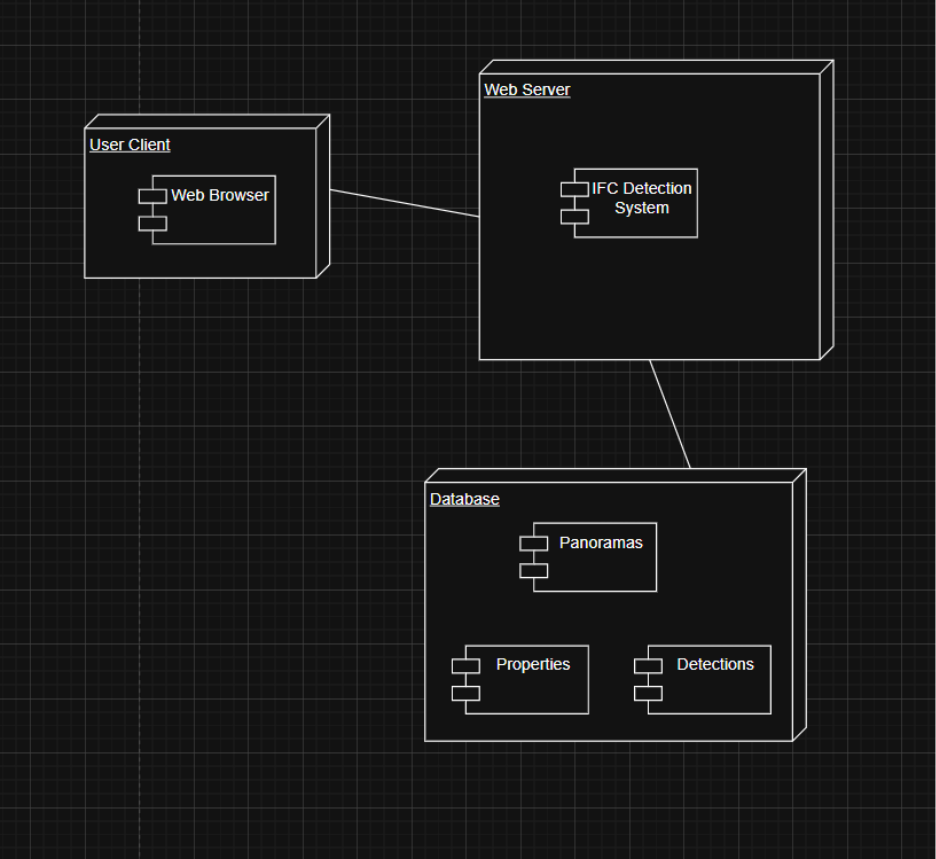 Web Server
User Client
Web Browser
IFC Detection
System
Database
Panoramas
Properties
Detections